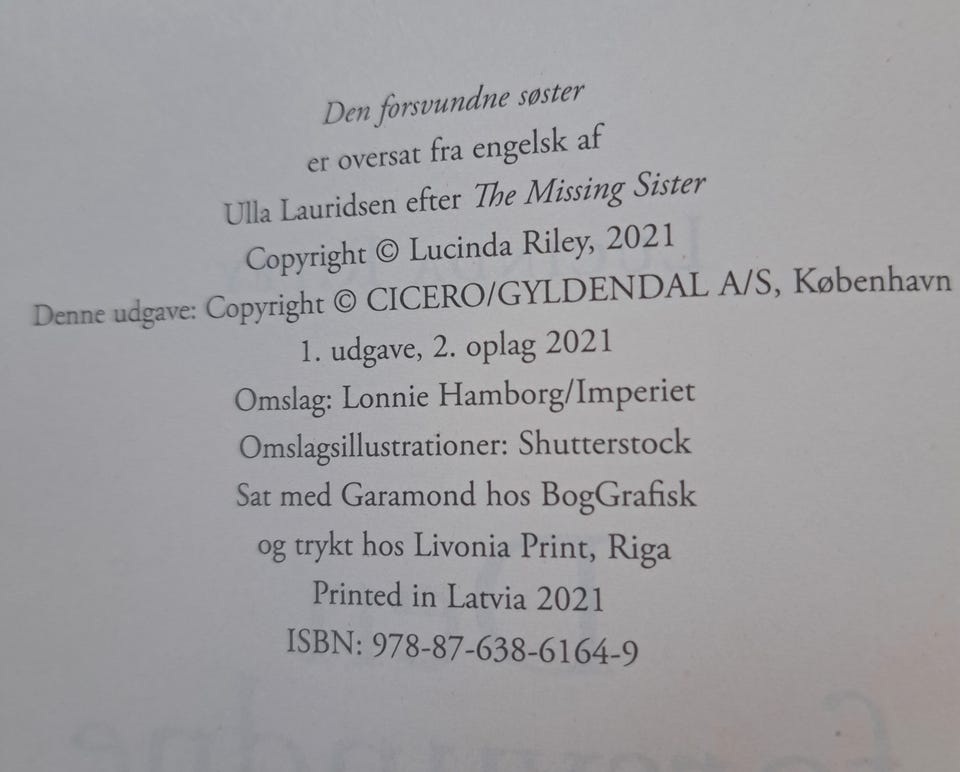 Den forsvundne søster
er oversat fra engelsk af
Ulla Lauridsen efter The Missing Sister
Copyright © Lucinda Riley, 2021
Denne udgave: Copyright © CICERO/GYLDENDAL A/S, København
1. udgave, 2. oplag 2021
Omslag: Lonnie Hamborg/Imperiet
Omslagsillustrationer: Shutterstock
Sat med Garamond hos BogGrafisk
og trykt hos Livonia Print, Riga
Printed in Latvia 2021
ISBN: 978-87-638-6164-9